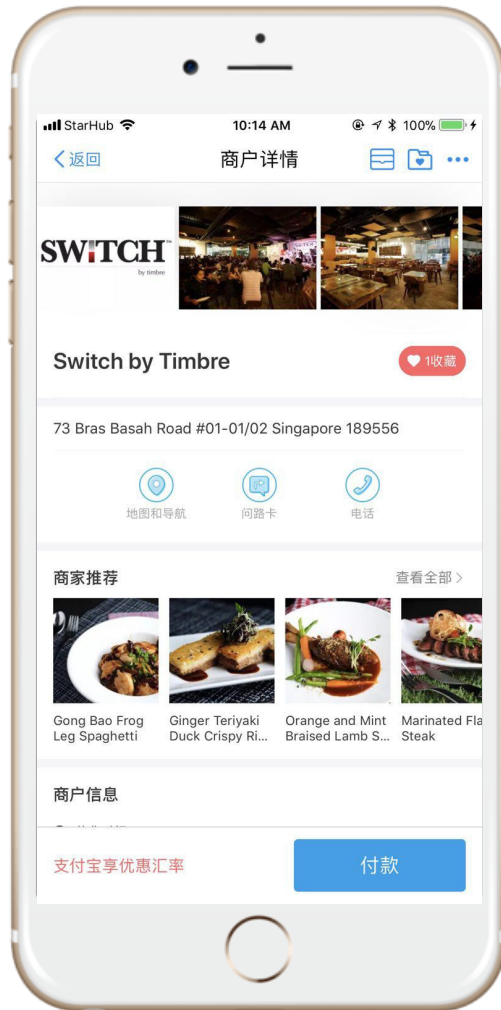 StarHub
10:14 AM
100%
返回
商户详情
SWiTCH
by timbre
Switch by Timbre
1收藏
73 Bras Basah Road #01-01/02 Singapore 189556
地图和导航
问路卡
电话
商家推荐
查看全部
Gong Bao Frog
Leg Spaghetti
Ginger Teriyaki
Duck Crispy Ri...
Orange and Mint
Braised Lamb S...
Marinated Fla
Steak
商户信息
支付宝享优惠汇率
付款